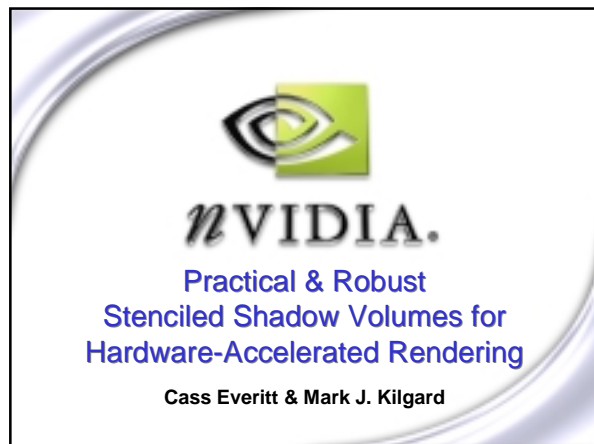 nVIDIA.
Practical & Robust
Stenciled Shadow Volumes for
Hardware-Accelerated Rendering
Cass Everitt & Mark J. Kilgard